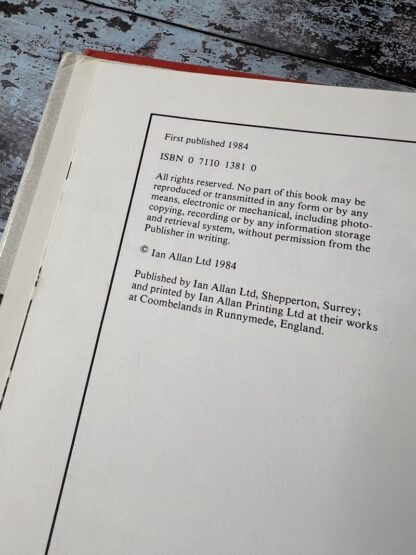 First published 1984
ISBN 0 7110 1381 0
All rights reserved. No part of this book may be
reproduced or transmitted in any form or by any
means, electronic or mechanical, including photo-
copying, recording or by any information storage
and retrieval system, without permission from the
Publisher in writing.
© Ian Allan Ltd 1984
Published by Ian Allan Ltd, Shepperton, Surrey;
and printed by Ian Allan Printing Ltd at their works
at Coombelands in Runnymede, England.